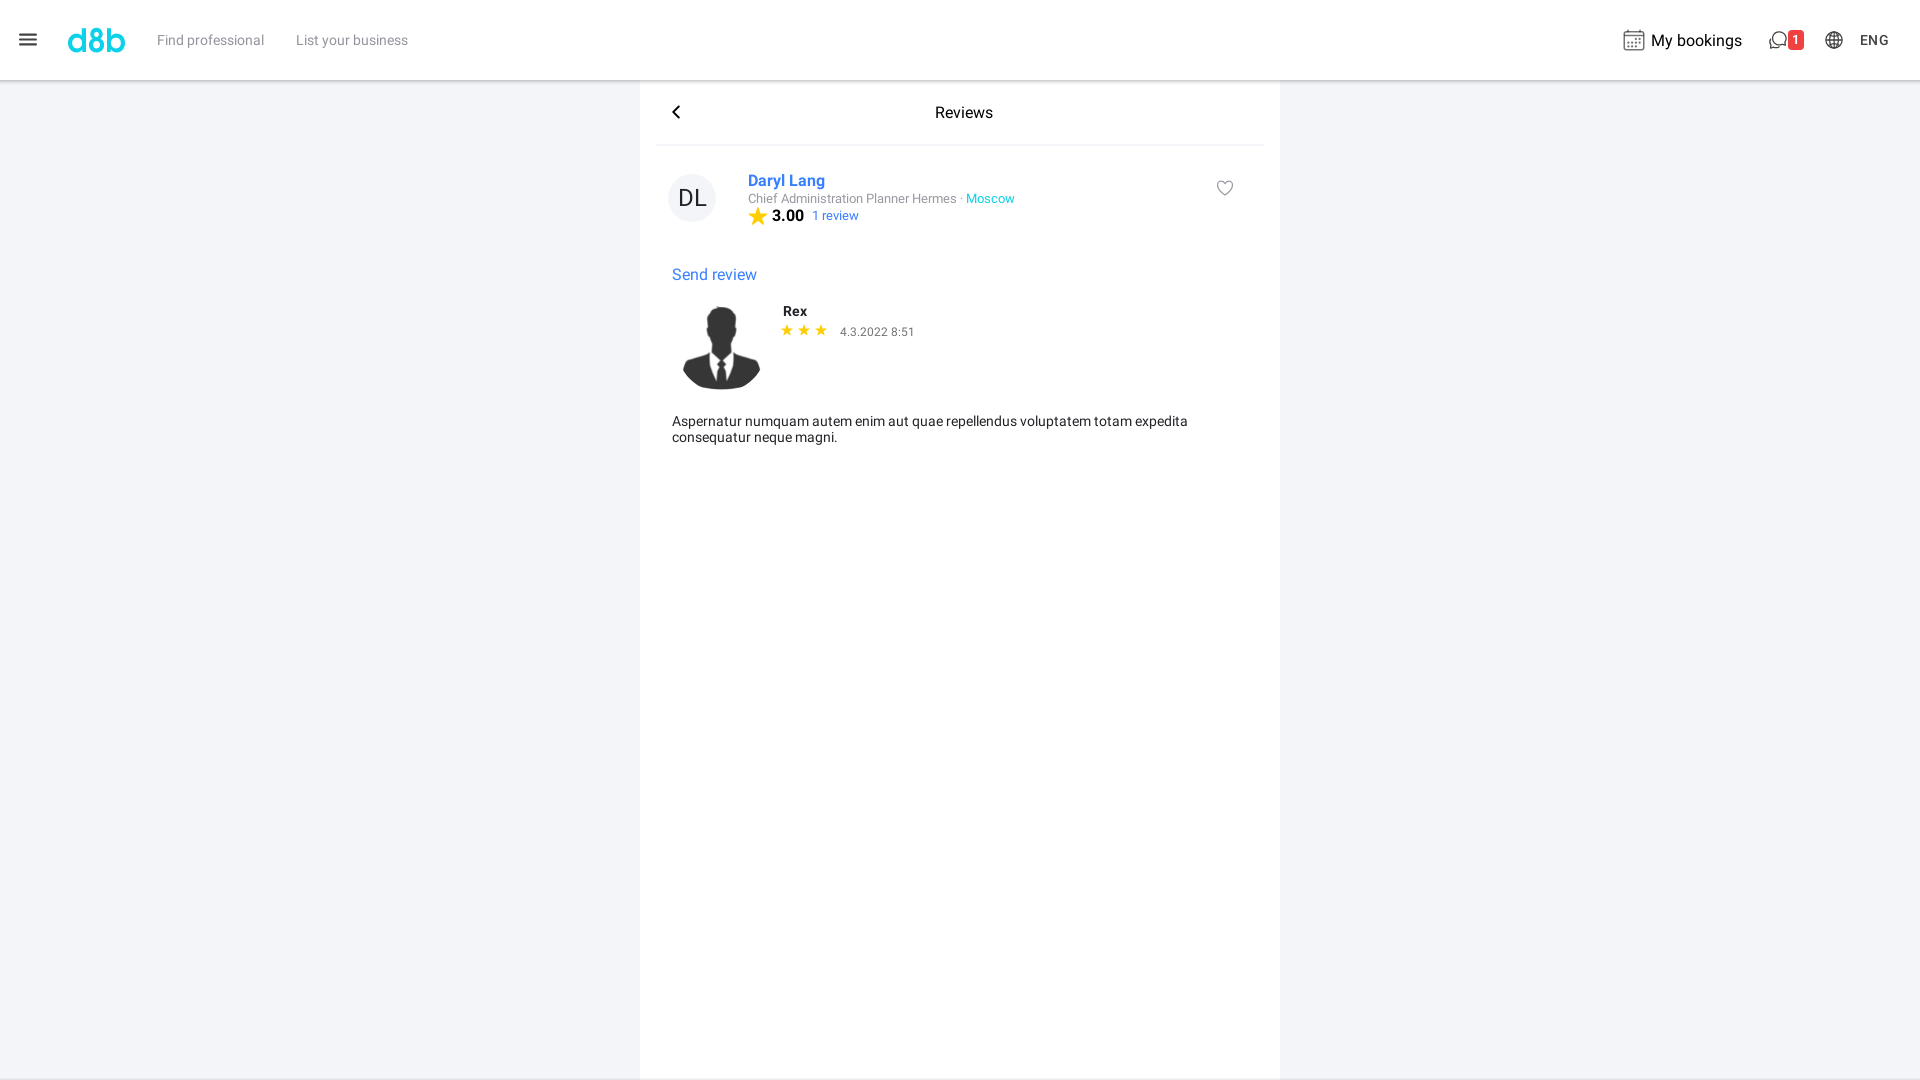 d8b
Find professional
List your business
My bookings
1
ENG
Reviews
DL
Daryl Lang
Chief Administration Planner Hermes · Moscow
3.00 1 review
Send review
Rex
4.3.2022 8:51
Aspernatur numquam autem enim aut quae repellendus voluptatem totam expedita
consequatur neque magni.